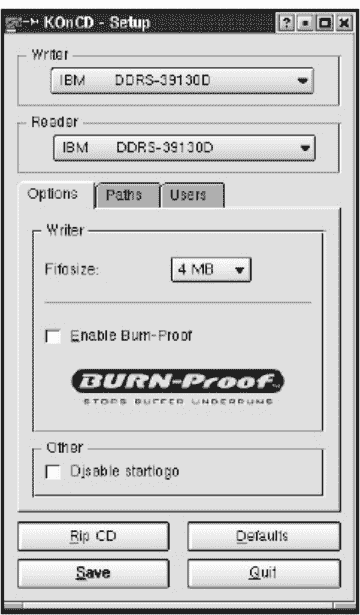 KOnCD - Setup
Writer
IBM DDRS-39130D
Reader
IBM DDRS-39130D
Options Paths Users
Writer
Fifosize: 4 MB
Enable Burn-Proof
BURN-Proof
STOPS BUFFER UNDERRUNS
Other
Disable startlogo
Rip CD Defaults
Save Quit